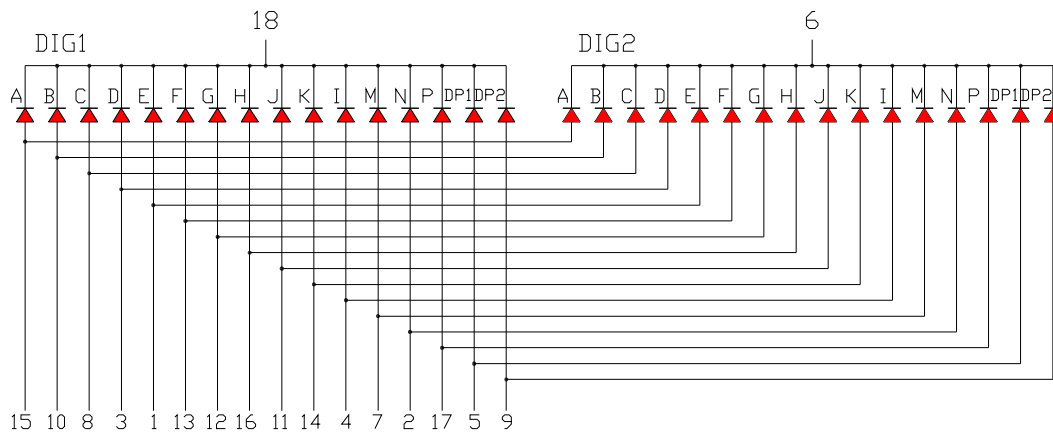 18 6
DIG1 DIG2
A B C D E F G H J K I M N P DP1 DP2 A B C D E F G H J K I M N P DP1 DP2
15 10 8 3 1 13 12 16 11 14 4 7 2 17 5 9